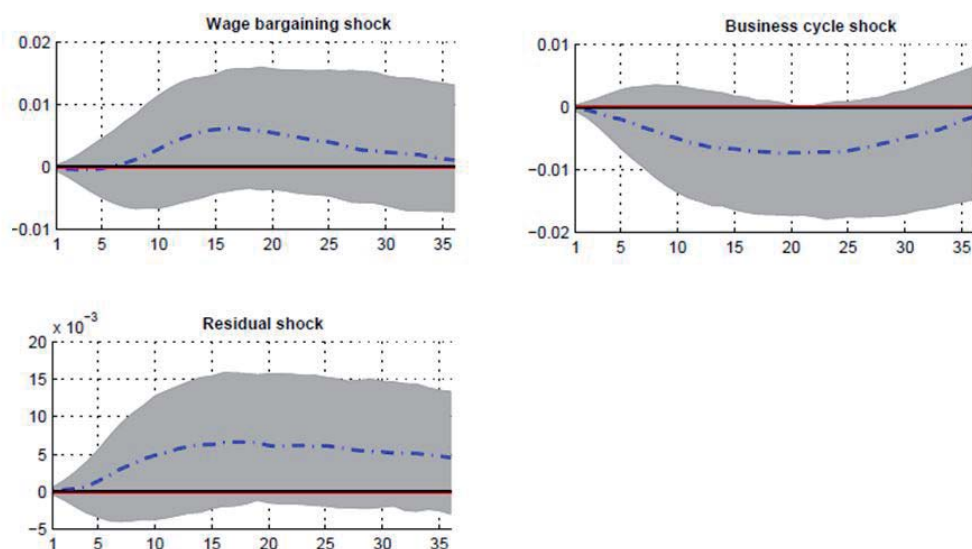 Wage bargaining shock
0.02
0.01
0
−0.01
1 5 10 15 20 25 30 35
Business cycle shock
0.01
0
−0.01
−0.02
1 5 10 15 20 25 30 35
Residual shock
x 10⁻³
20
15
10
5
0
−5
1 5 10 15 20 25 30 35